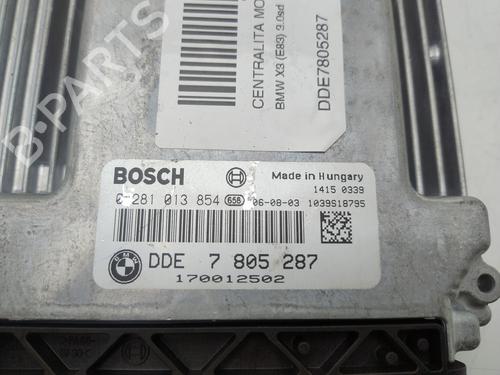 CENTRALITA MO
BMW X3 (E83) 3.0sd
DDE7805287
B-PARTS
BOSCH
Made in Hungary
1415 0339
0 281 013 854 658 06-08-03 1039S18795
DDE 7 805 287
170012502